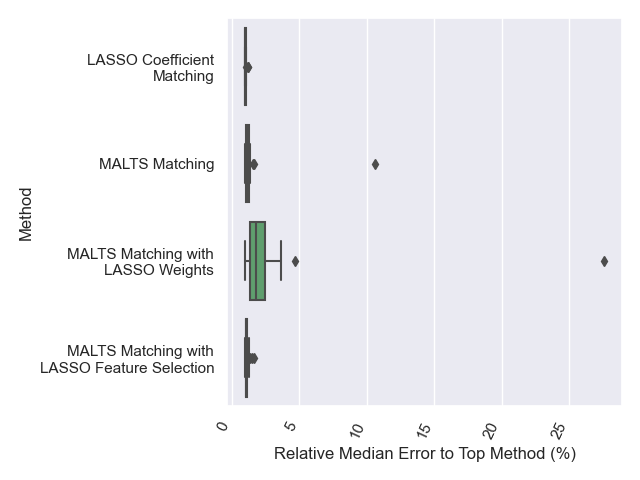 LASSO Coefficient
Matching
MALTS Matching
MALTS Matching with
LASSO Weights
MALTS Matching with
LASSO Feature Selection
Method
0 5 10 15 20 25
Relative Median Error to Top Method (%)